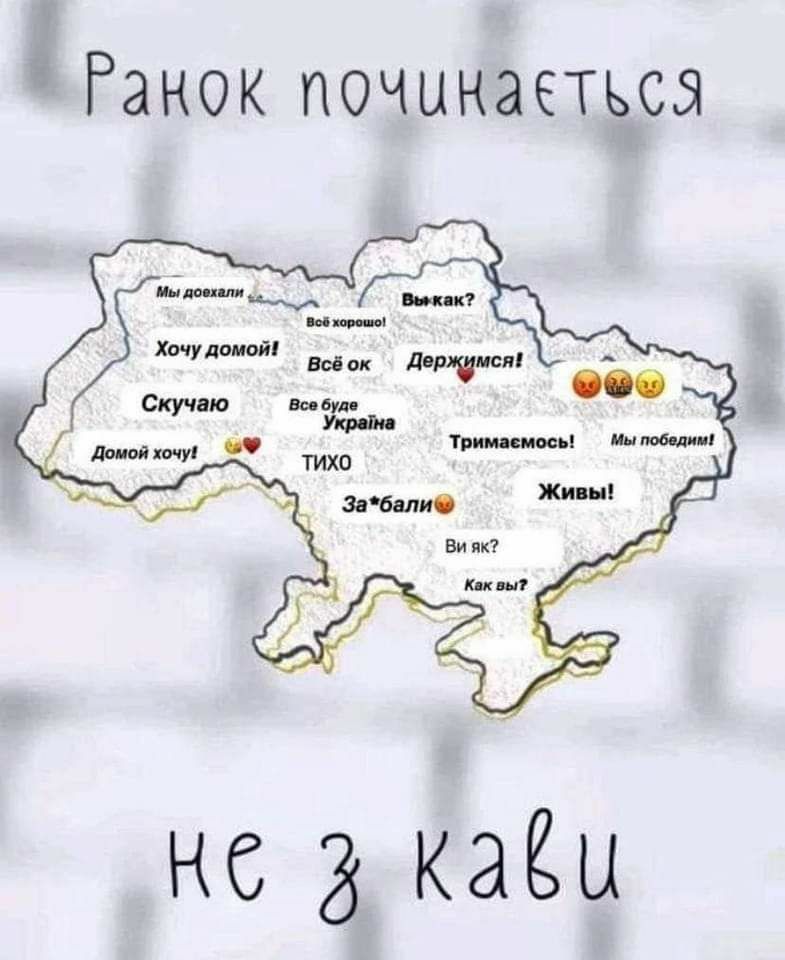 Ранок починається
Мы доехали 🙏🏻
Вы как?
Всё хорошо!
Хочу домой!
Всё ок
Держимся!
❤️
😡🤬😠
Скучаю
Все буде
Україна
Тримаємось!
Мы победим!
Домой хочу!
😘❤️
ТИХО
За*бали😡
Живы!
Ви як?
Как вы?
не з кави